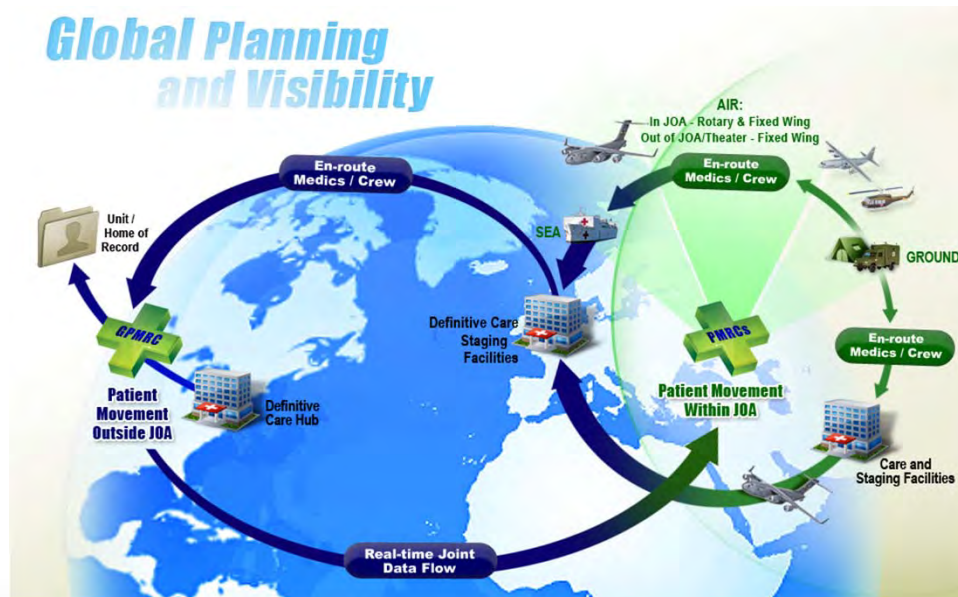 Global Planning
and Visibility
AIR:
In JOA - Rotary & Fixed Wing
Out of JOA/Theater - Fixed Wing
En-route
Medics / Crew
En-route
Medics / Crew
Unit /
Home of
Record
SEA
GROUND
GPMRC
Definitive Care
Staging
Facilities
PMRCs
En-route
Medics / Crew
Patient
Movement
Outside JOA
Definitive
Care Hub
Patient Movement
Within JOA
Care and
Staging Facilities
Real-time Joint
Data Flow